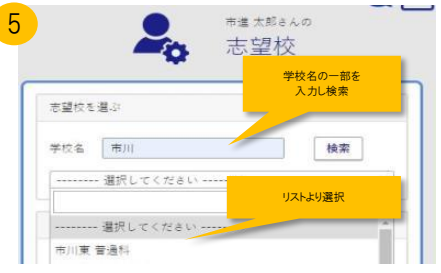 5
市進 太郎さんの
志望校
学校名の一部を
入力し検索
志望校を選ぶ
学校名 市川 検索
-------- 選択してください -----
リストより選択
-------- 選択してください -----
市川東 普通科